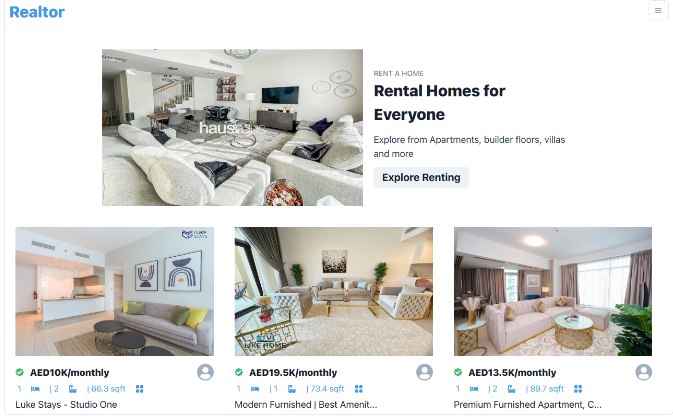 Realtor
RENT A HOME
Rental Homes for
Everyone
Explore from Apartments, builder floors, villas
and more
Explore Renting
LUKE
STAYS
LUKE HOME
AED10K/monthly
1 | 2 | 66.3 sqft
Luke Stays - Studio One
AED19.5K/monthly
1 | 1 | 73.4 sqft
Modern Furnished | Best Amenit...
AED13.5K/monthly
1 | 2 | 89.7 sqft
Premium Furnished Apartment, C...